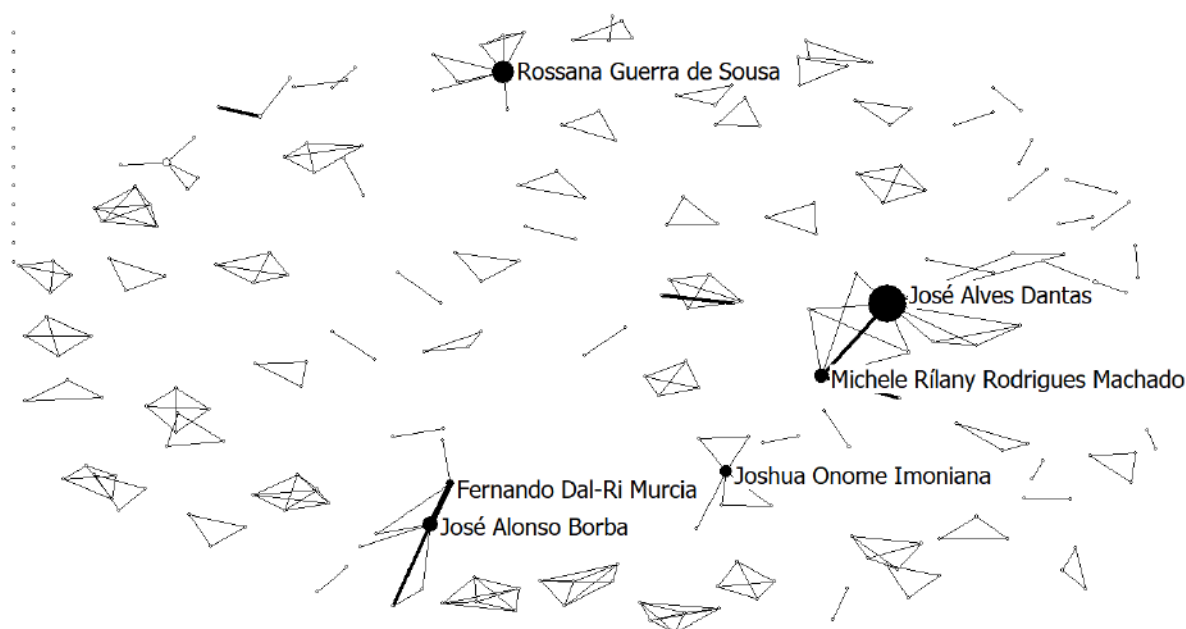 Rossana Guerra de Sousa
José Alves Dantas
Michele Rílany Rodrigues Machado
Joshua Onome Imoniana
Fernando Dal-Ri Murcia
José Alonso Borba